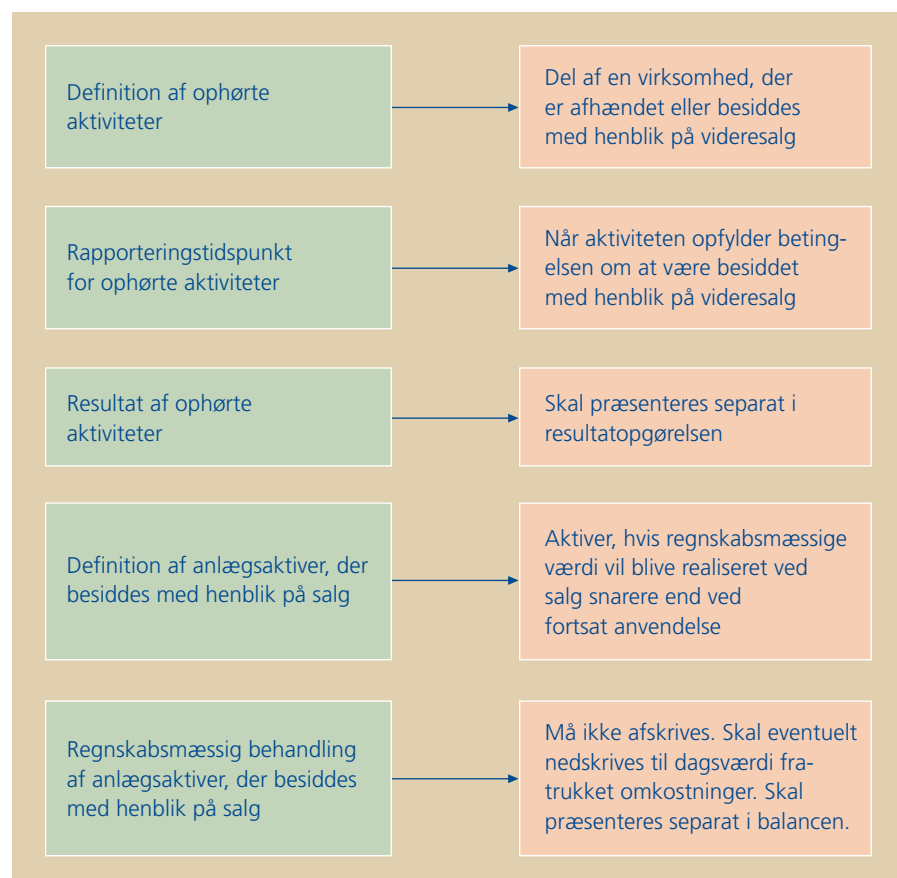 Definition af ophørte
aktiviteter
Del af en virksomhed, der
er afhændet eller besiddes
med henblik på videresalg
Rapporteringstidspunkt
for ophørte aktiviteter
Når aktiviteten opfylder beting-
elsen om at være besiddet
med henblik på videresalg
Resultat af ophørte
aktiviteter
Skal præsenteres separat i
resultatopgørelsen
Definition af anlægsaktiver, der
besiddes med henblik på salg
Aktiver, hvis regnskabsmæssige
værdi vil blive realiseret ved
salg snarere end ved
fortsat anvendelse
Regnskabsmæssig behandling
af anlægsaktiver, der besiddes
med henblik på salg
Må ikke afskrives. Skal eventuelt
nedskrives til dagsværdi fra-
trukket omkostninger. Skal
præsenteres separat i balancen.